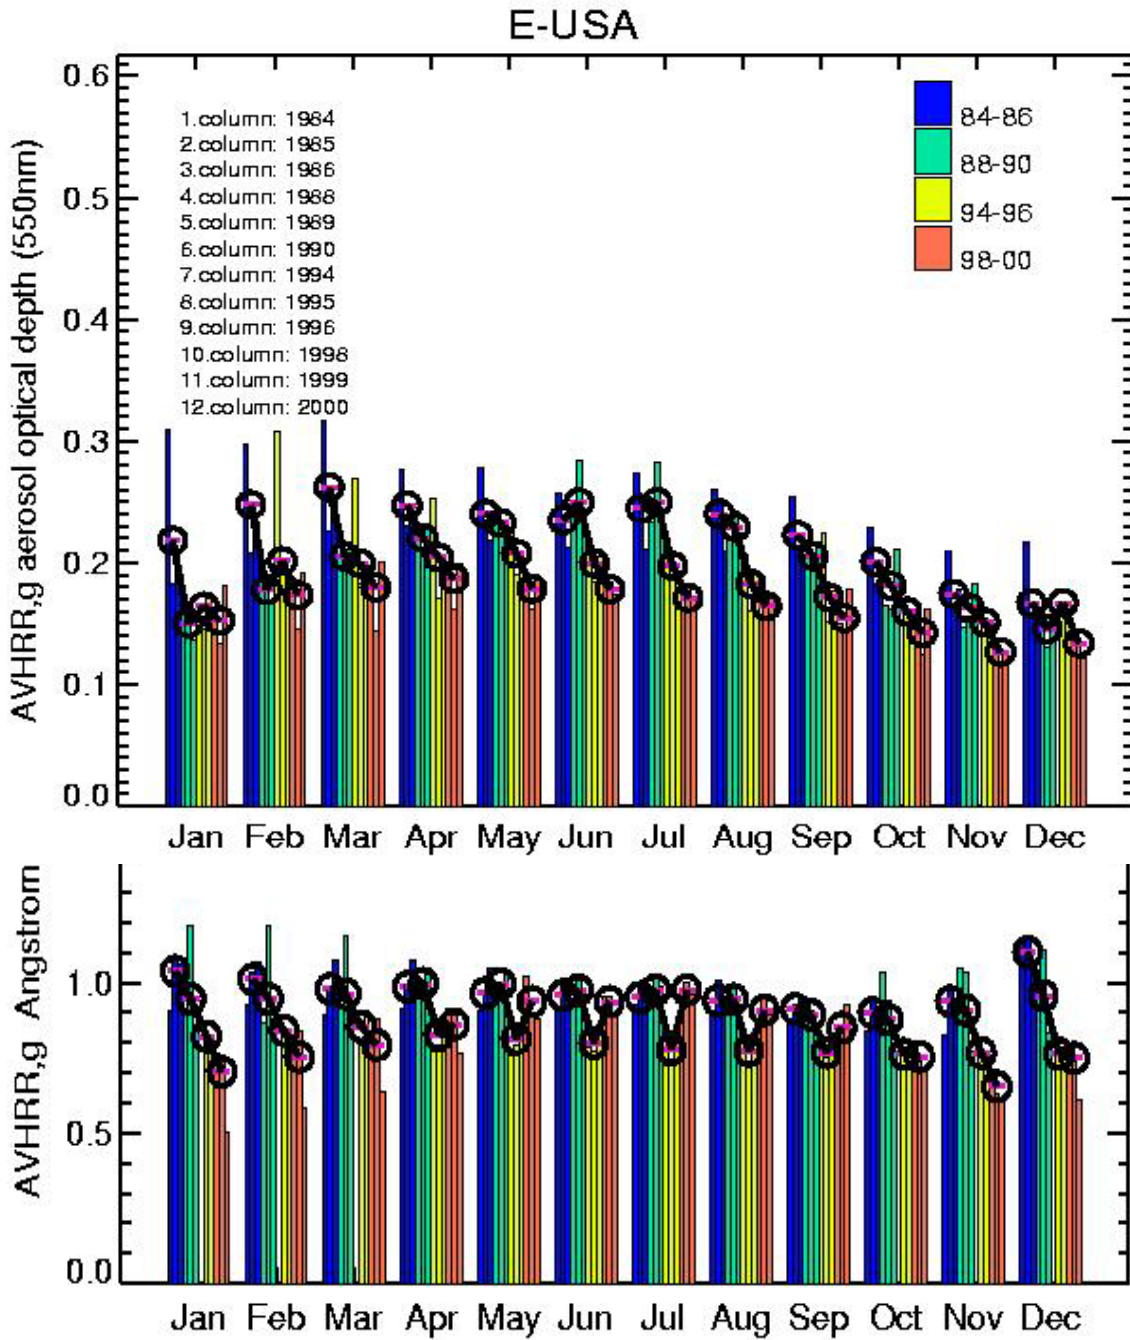 E-USA
AVHRR,g aerosol optical depth (550nm)
0.6
0.5
0.4
0.3
0.2
0.1
0.0
1.column: 1984
2.column: 1985
3.column: 1986
4.column: 1988
5.column: 1989
6.column: 1990
7.column: 1994
8.column: 1995
9.column: 1996
10.column: 1998
11.column: 1999
12.column: 2000
84-86
88-90
94-96
98-00
Jan Feb Mar Apr May Jun Jul Aug Sep Oct Nov Dec
AVHRR,g Angstrom
1.0
0.5
0.0
Jan Feb Mar Apr May Jun Jul Aug Sep Oct Nov Dec